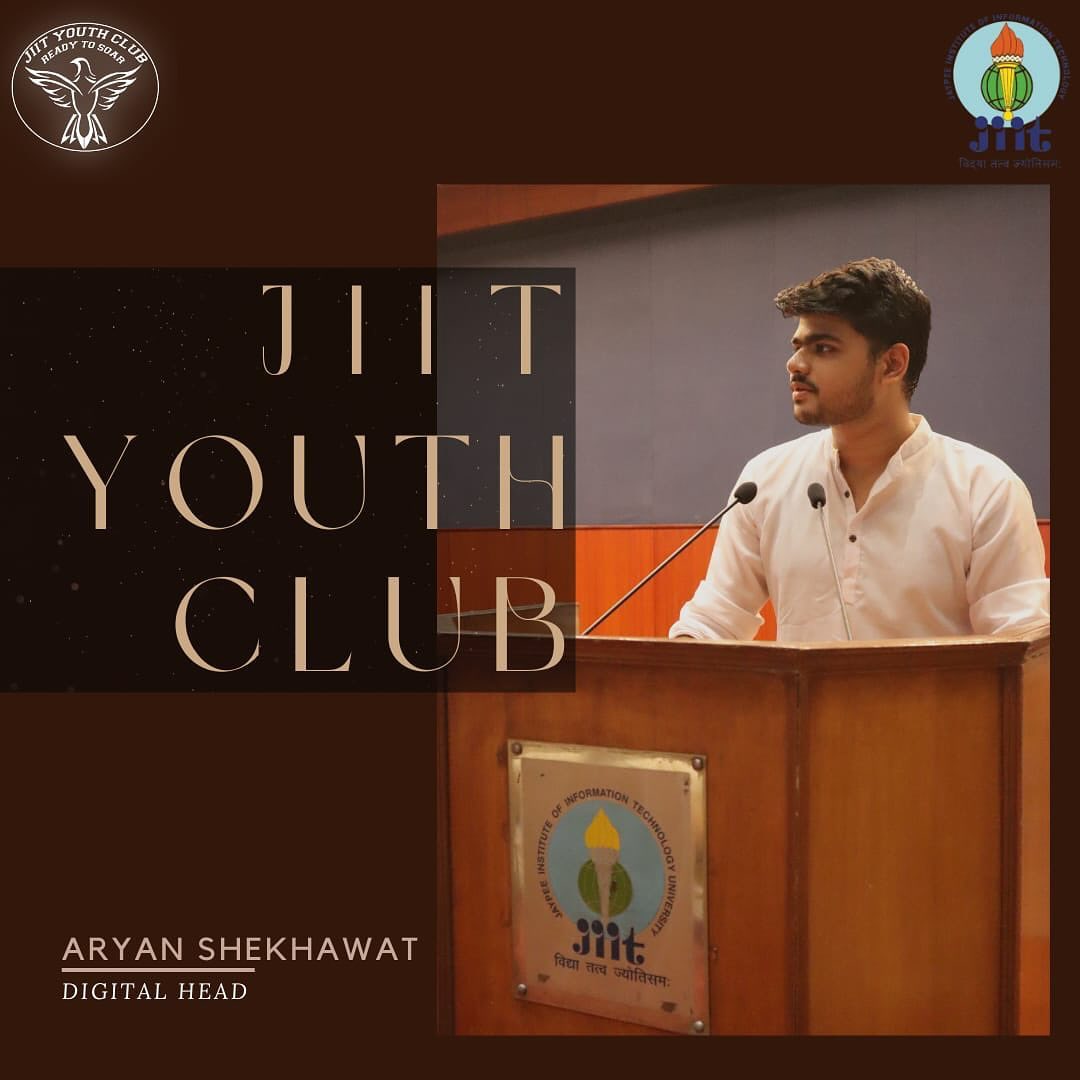 JIIT YOUTH CLUB
READY TO SOAR
JAYPEE INSTITUTE OF INFORMATION TECHNOLOGY
jiit
विद्या तत्व ज्योतिसमः
JIIT
YOUTH
CLUB
JAYPEE INSTITUTE OF INFORMATION TECHNOLOGY UNIVERSITY
jiit
विद्या तत्व ज्योतिसमः
ARYAN SHEKHAWAT
DIGITAL HEAD